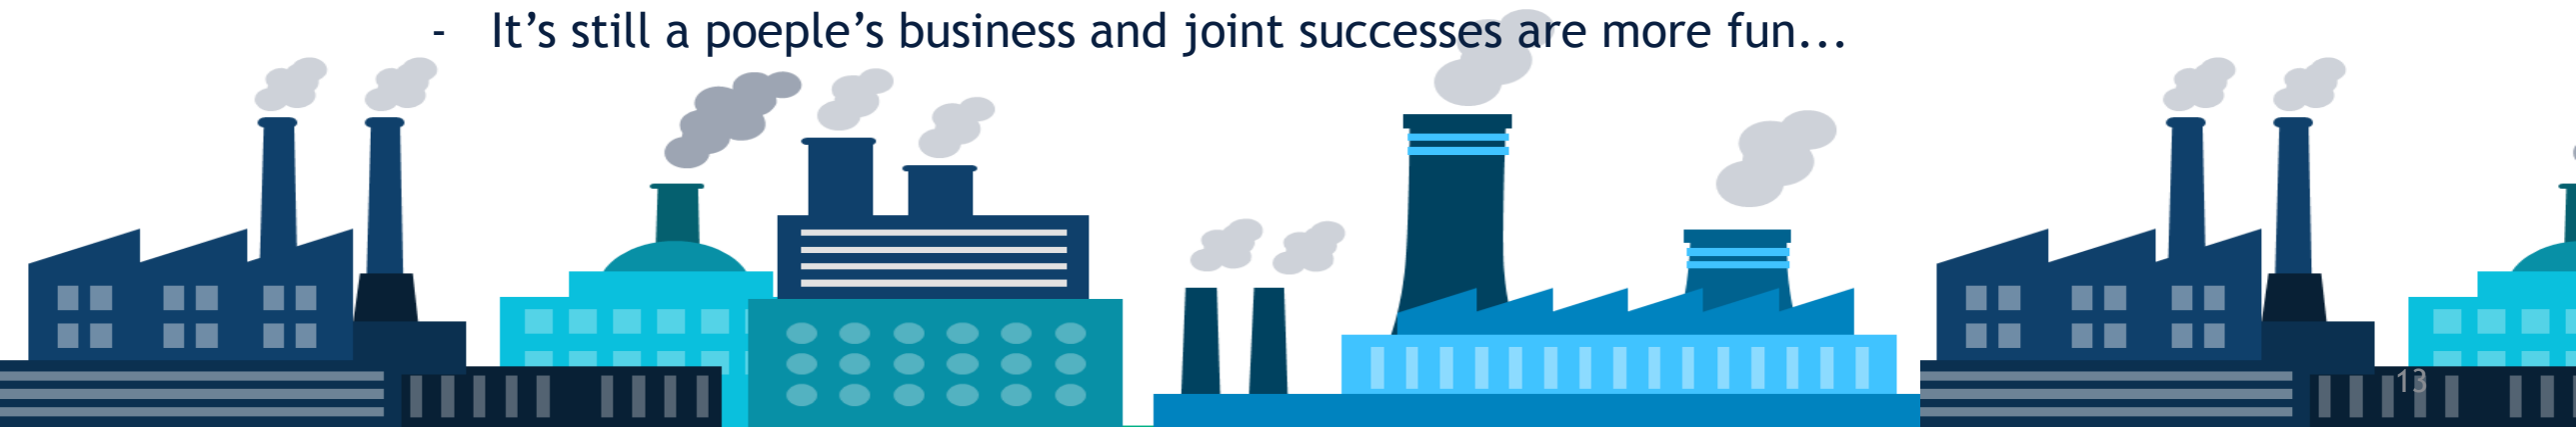 - It’s still a poeple’s business and joint successes are more fun…
13